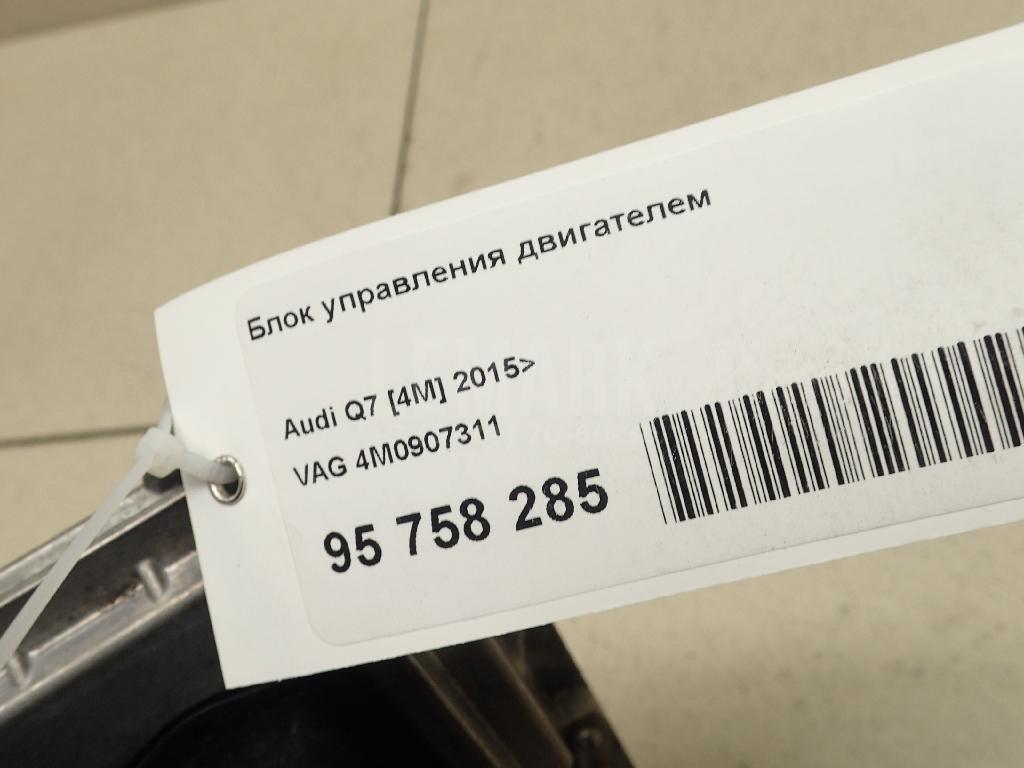 Блок управления двигателем
Audi Q7 [4M] 2015>
VAG 4M0907311
95 758 285